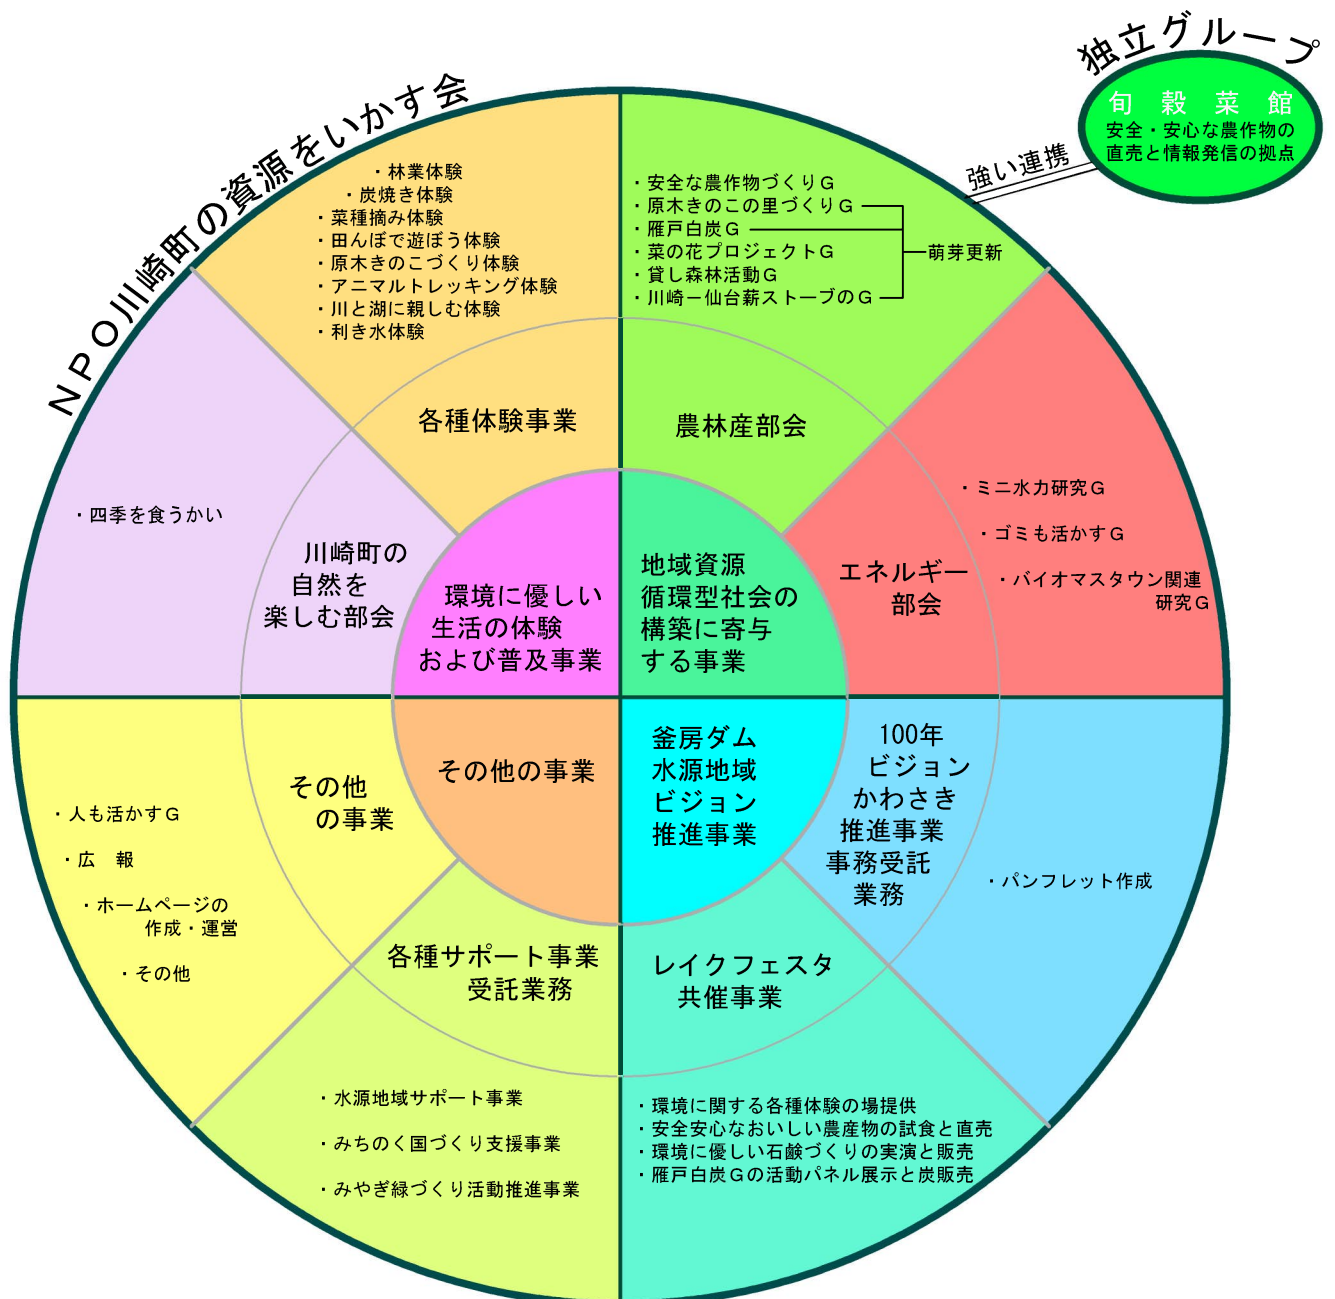 独立グループ
旬 穀 菜 館
安全・安心な農作物の
直売と情報発信の拠点
強い連携
NPO川崎町の資源をいかす会
・林業体験
・炭焼き体験
・菜種摘み体験
・田んぼで遊ぼう体験
・原木きのこづくり体験
・アニマルトレッキング体験
・川と湖に親しむ体験
・利き水体験
各種体験事業
・安全な農作物づくりG
・原木きのこの里づくりG
・雁戸白炭G
・菜の花プロジェクトG
・貸し森林活動G
・川崎－仙台薪ストーブのG
萌芽更新
農林産部会
・四季を食うかい
川崎町の
自然を
楽しむ部会
環境に優しい
生活の体験
および普及事業
地域資源
循環型社会の
構築に寄与
する事業
エネルギー
部会
・ミニ水力研究G
・ゴミも活かすG
・バイオマスタウン関連
研究G
・人も活かすG
・広　報
・ホームページの
作成・運営
・その他
その他
の事業
その他の事業
釜房ダム
水源地域
ビジョン
推進事業
100年
ビジョン
かわさき
推進事業
事務受託
業務
・パンフレット作成
各種サポート事業
受託業務
・水源地域サポート事業
・みちのく国づくり支援事業
・みやぎ緑づくり活動推進事業
レイクフェスタ
共催事業
・環境に関する各種体験の場提供
・安全安心なおいしい農産物の試食と直売
・環境に優しい石鹸づくりの実演と販売
・雁戸白炭Gの活動パネル展示と炭販売